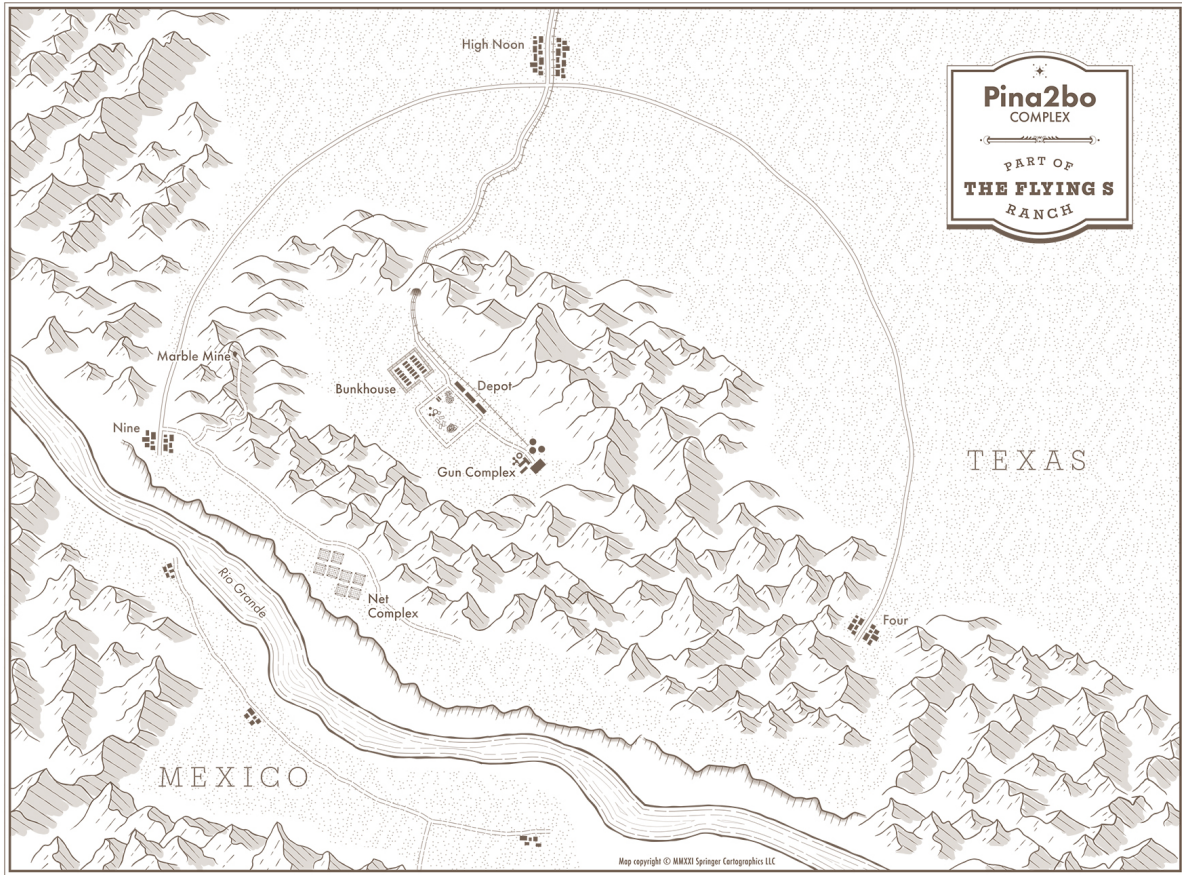 High Noon
Pina2bo
COMPLEX
PART OF
THE FLYING S
RANCH
Marble Mine
Bunkhouse
Depot
Nine
Gun Complex
TEXAS
Rio Grande
Net
Complex
Four
MEXICO
Map copyright © MMXXI Springer Cartographics LLC